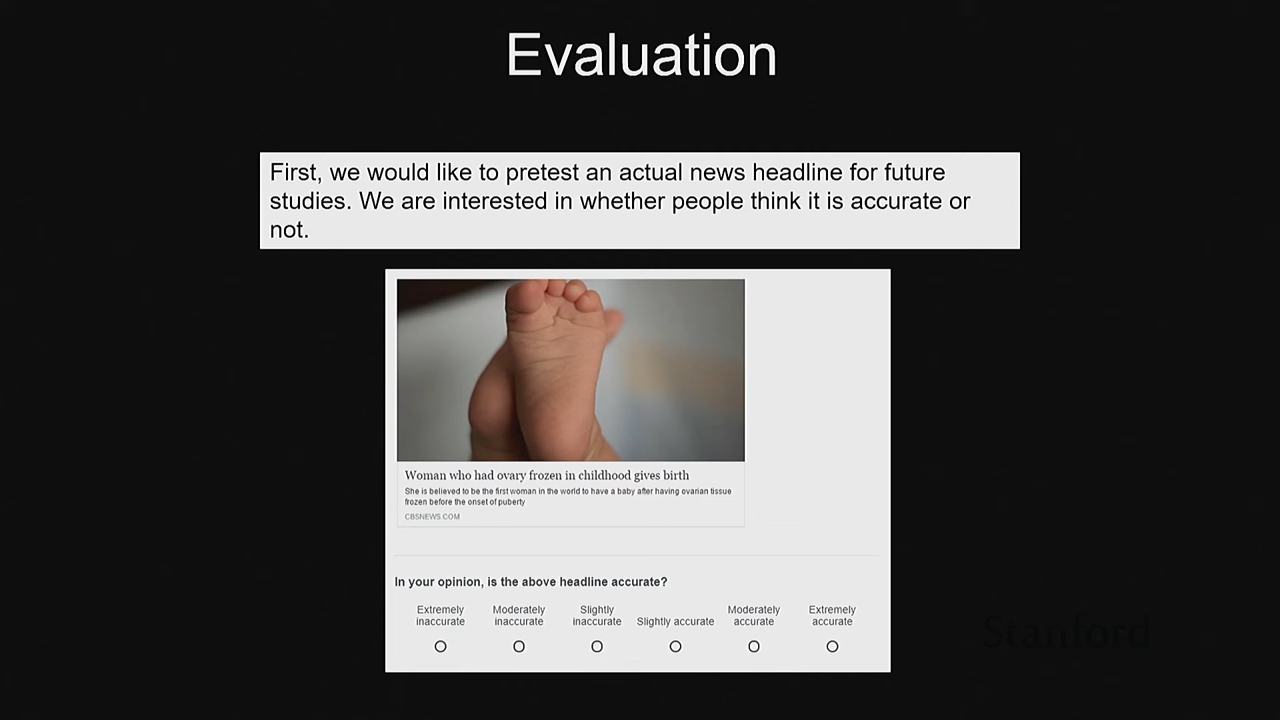 Evaluation
First, we would like to pretest an actual news headline for future
studies. We are interested in whether people think it is accurate or
not.
Woman who had ovary frozen in childhood gives birth
She is believed to be the first woman in the world to have a baby after having ovarian tissue
frozen before the onset of puberty
CBSNEWS.COM
In your opinion, is the above headline accurate?
Extremely
inaccurate
Moderately
inaccurate
Slightly
inaccurate
Slightly accurate
Moderately
accurate
Extremely
accurate
Stanford